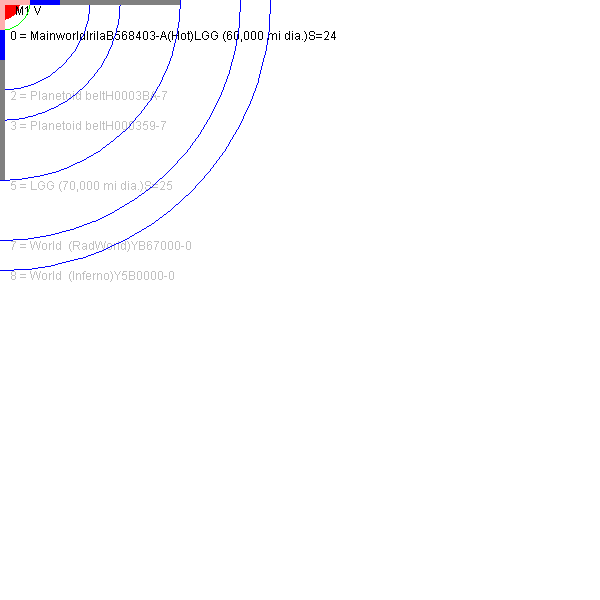 M1 V
0 = MainworldIrilaB568403-A(Hot)LGG (60,000 mi dia.)S=24
2 = Planetoid beltH0003BA-7
3 = Planetoid beltH000359-7
5 = LGG (70,000 mi dia.)S=25
7 = World (RadWorld)YB67000-0
8 = World (Inferno)Y5B0000-0